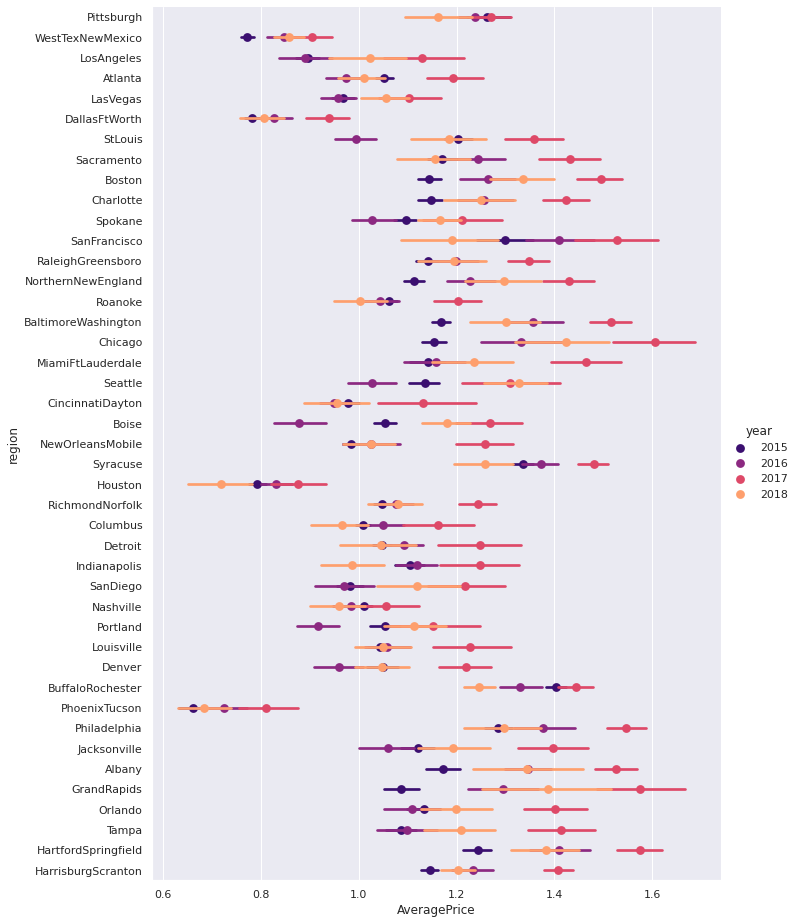 Pittsburgh
WestTexNewMexico
LosAngeles
Atlanta
LasVegas
DallasFtWorth
StLouis
Sacramento
Boston
Charlotte
Spokane
SanFrancisco
RaleighGreensboro
NorthernNewEngland
Roanoke
BaltimoreWashington
Chicago
MiamiFtLauderdale
Seattle
CincinnatiDayton
Boise
NewOrleansMobile
Syracuse
Houston
RichmondNorfolk
Columbus
Detroit
Indianapolis
SanDiego
Nashville
Portland
Louisville
Denver
BuffaloRochester
PhoenixTucson
Philadelphia
Jacksonville
Albany
GrandRapids
Orlando
Tampa
HartfordSpringfield
HarrisburgScranton
region
0.6 0.8 1.0 1.2 1.4 1.6
AveragePrice
year
2015
2016
2017
2018